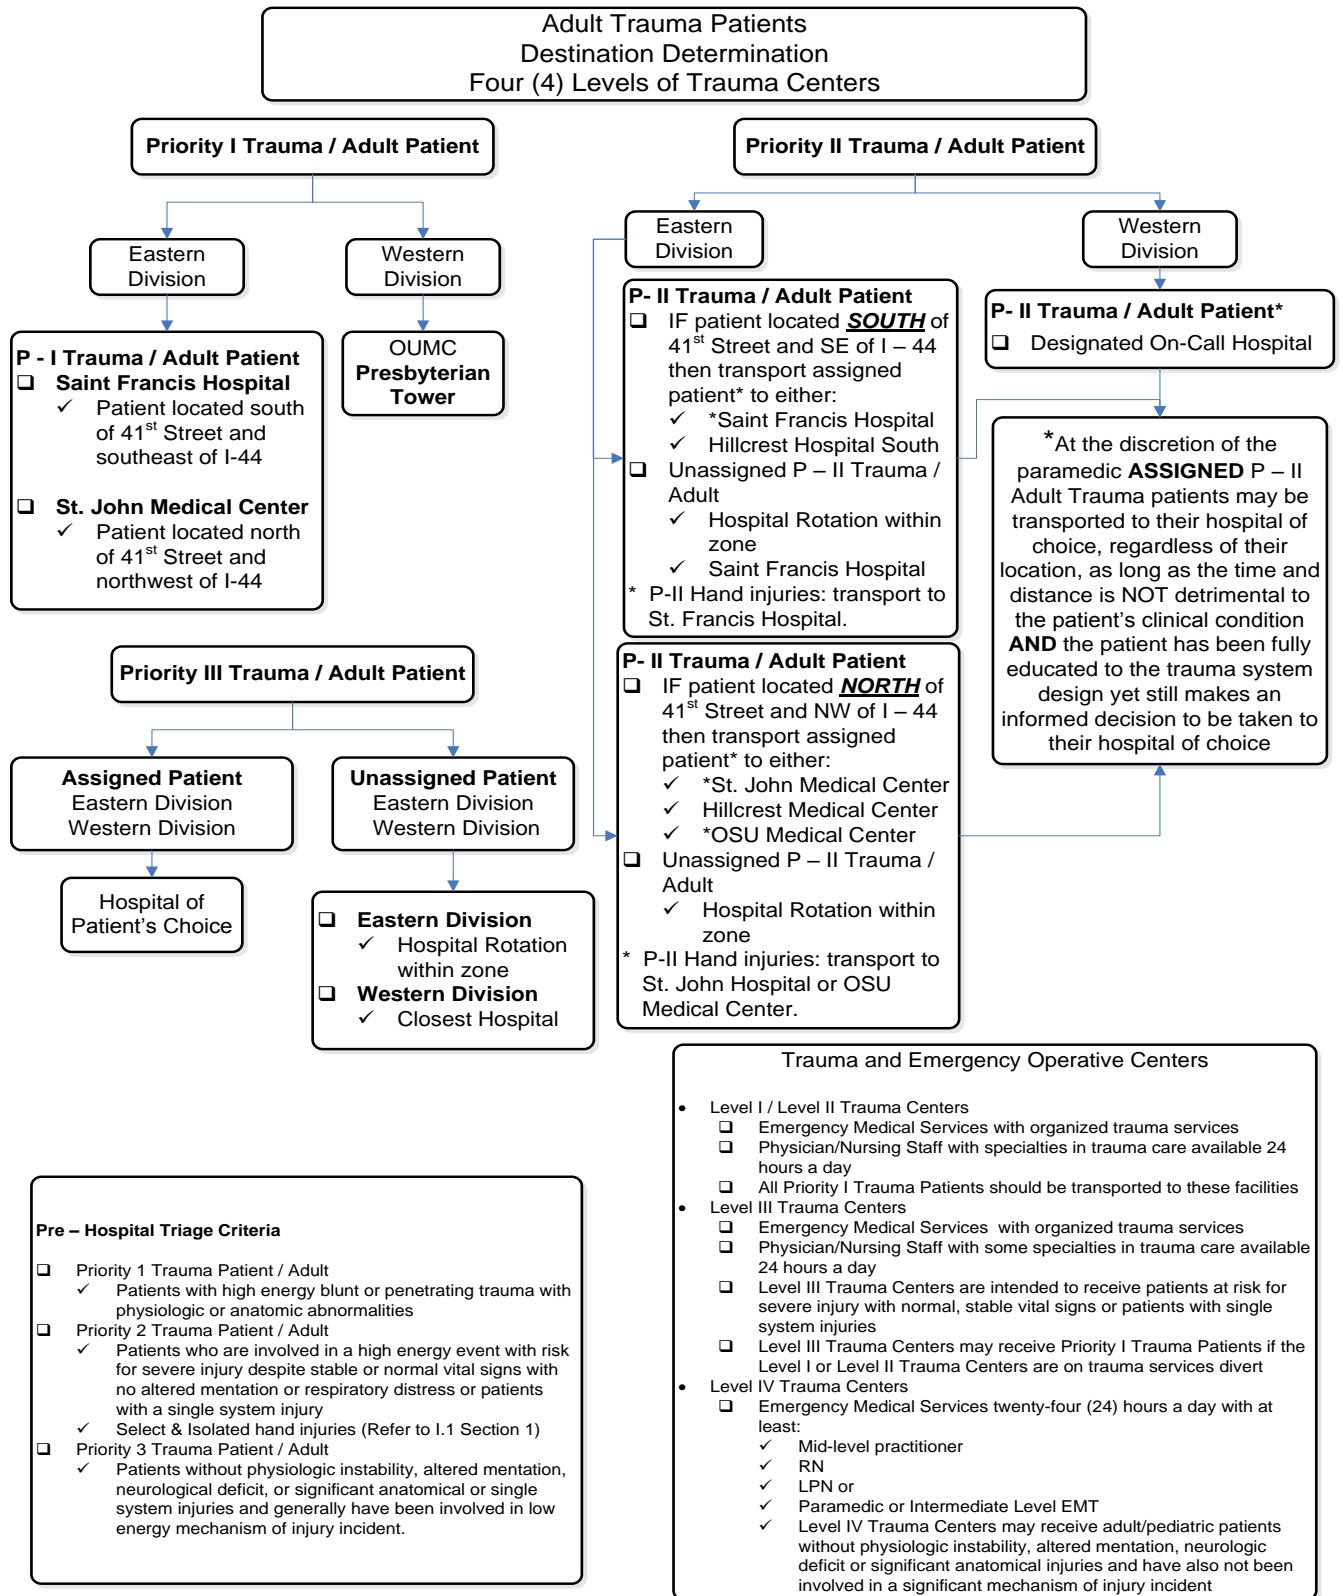 Adult Trauma Patients
Destination Determination
Four (4) Levels of Trauma Centers
Priority I Trauma / Adult Patient
Eastern
Division
Western
Division
P - I Trauma / Adult Patient
❑ Saint Francis Hospital
✓ Patient located south
of 41st Street and
southeast of I-44
❑ St. John Medical Center
✓ Patient located north
of 41st Street and
northwest of I-44
OUMC
Presbyterian
Tower
Priority II Trauma / Adult Patient
Eastern
Division
Western
Division
P- II Trauma / Adult Patient
❑ IF patient located SOUTH of
41st Street and SE of I – 44
then transport assigned
patient* to either:
✓ *Saint Francis Hospital
✓ Hillcrest Hospital South
❑ Unassigned P – II Trauma /
Adult
✓ Hospital Rotation within
zone
✓ Saint Francis Hospital
* P-II Hand injuries: transport to
St. Francis Hospital.
P- II Trauma / Adult Patient
❑ IF patient located NORTH of
41st Street and NW of I – 44
then transport assigned
patient* to either:
✓ *St. John Medical Center
✓ Hillcrest Medical Center
✓ *OSU Medical Center
❑ Unassigned P – II Trauma /
Adult
✓ Hospital Rotation within
zone
* P-II Hand injuries: transport to
St. John Hospital or OSU
Medical Center.
P- II Trauma / Adult Patient*
❑ Designated On-Call Hospital
*At the discretion of the
paramedic ASSIGNED P – II
Adult Trauma patients may be
transported to their hospital of
choice, regardless of their
location, as long as the time and
distance is NOT detrimental to
the patient’s clinical condition
AND the patient has been fully
educated to the trauma system
design yet still makes an
informed decision to be taken to
their hospital of choice
Priority III Trauma / Adult Patient
Assigned Patient
Eastern Division
Western Division
Hospital of
Patient’s Choice
Unassigned Patient
Eastern Division
Western Division
❑ Eastern Division
✓ Hospital Rotation
within zone
❑ Western Division
✓ Closest Hospital
Pre – Hospital Triage Criteria
❑ Priority 1 Trauma Patient / Adult
✓ Patients with high energy blunt or penetrating trauma with
physiologic or anatomic abnormalities
❑ Priority 2 Trauma Patient / Adult
✓ Patients who are involved in a high energy event with risk
for severe injury despite stable or normal vital signs with
no altered mentation or respiratory distress or patients
with a single system injury
✓ Select & Isolated hand injuries (Refer to I.1 Section 1)
❑ Priority 3 Trauma Patient / Adult
✓ Patients without physiologic instability, altered mentation,
neurological deficit, or significant anatomical or single
system injuries and generally have been involved in low
energy mechanism of injury incident.
Trauma and Emergency Operative Centers
• Level I / Level II Trauma Centers
❑ Emergency Medical Services with organized trauma services
❑ Physician/Nursing Staff with specialties in trauma care available 24
hours a day
❑ All Priority I Trauma Patients should be transported to these facilities
• Level III Trauma Centers
❑ Emergency Medical Services with organized trauma services
❑ Physician/Nursing Staff with some specialties in trauma care available
24 hours a day
❑ Level III Trauma Centers are intended to receive patients at risk for
severe injury with normal, stable vital signs or patients with single
system injuries
❑ Level III Trauma Centers may receive Priority I Trauma Patients if the
Level I or Level II Trauma Centers are on trauma services divert
• Level IV Trauma Centers
❑ Emergency Medical Services twenty-four (24) hours a day with at
least:
✓ Mid-level practitioner
✓ RN
✓ LPN or
✓ Paramedic or Intermediate Level EMT
✓ Level IV Trauma Centers may receive adult/pediatric patients
without physiologic instability, altered mentation, neurologic
deficit or significant anatomical injuries and have also not been
involved in a significant mechanism of injury incident